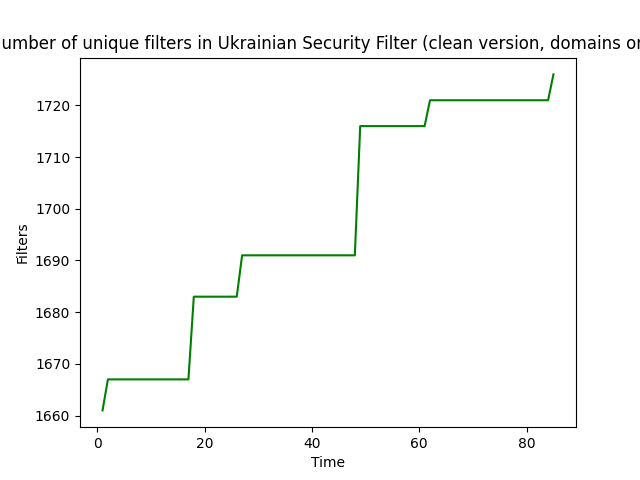 umber of unique filters in Ukrainian Security Filter (clean version, domains or
1720
1710
1700
1690
1680
1670
1660
Filters
0 20 40 60 80
Time